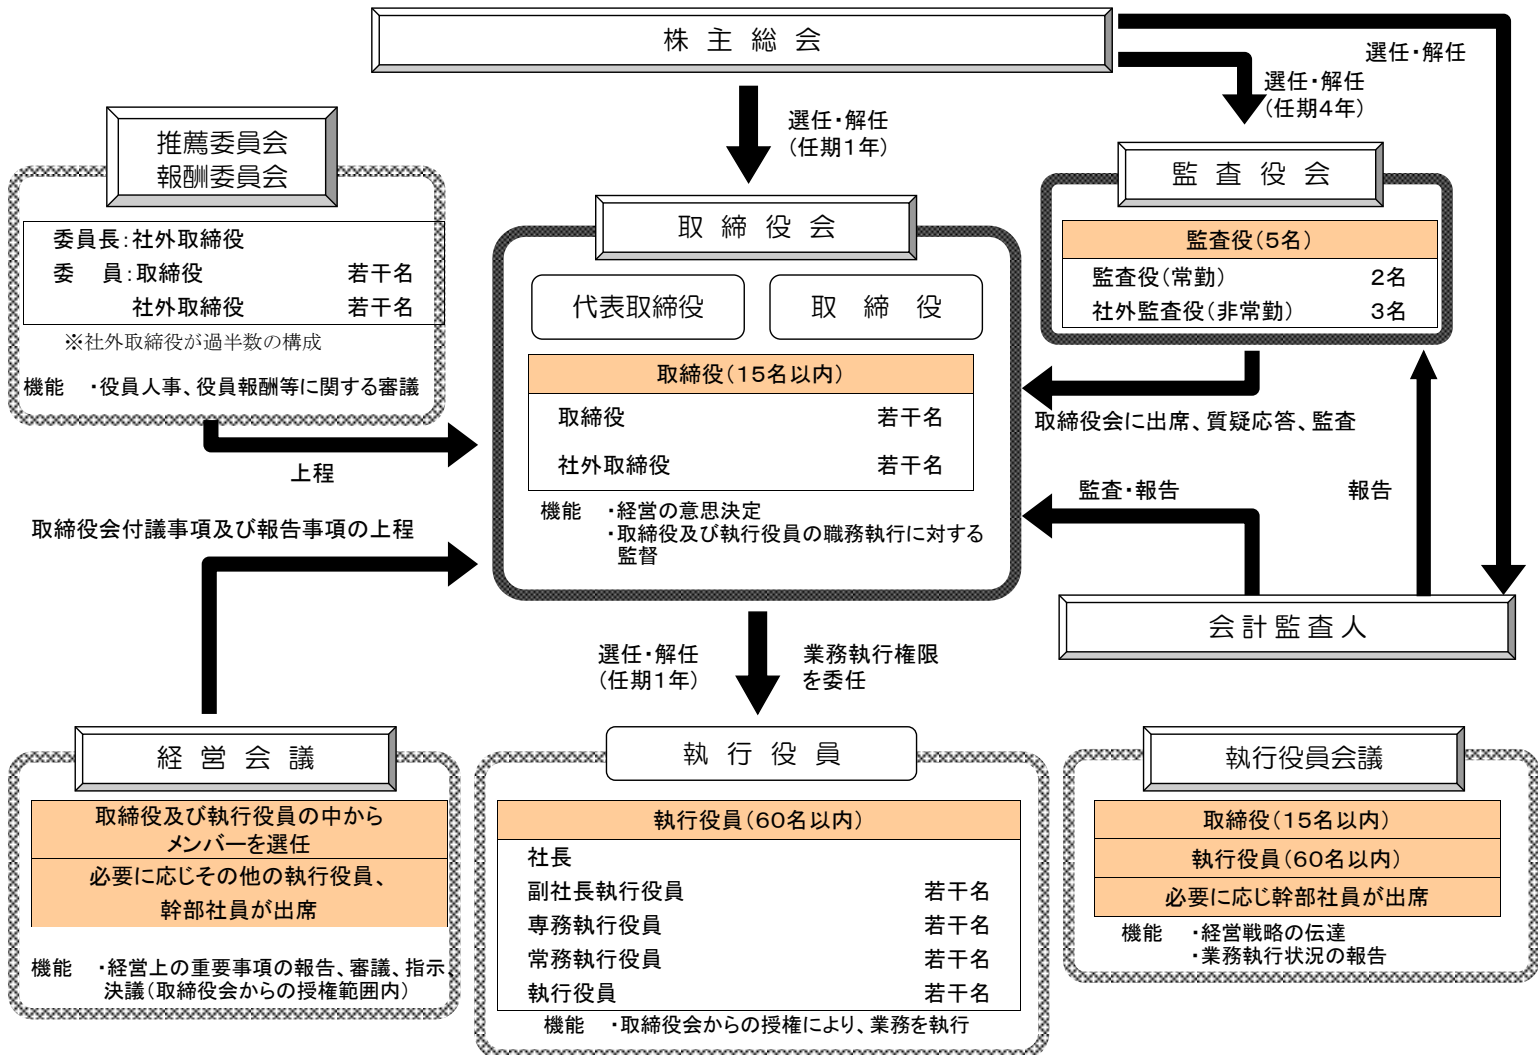 株 主 総 会
選任・解任
選任・解任
(任期4年)
選任・解任
(任期1年)
推薦委員会
報酬委員会
委員長:社外取締役
委　員:取締役　若干名
社外取締役　若干名
※社外取締役が過半数の構成
機能　・役員人事、役員報酬等に関する審議
上程
取締役会付議事項及び報告事項の上程
取 締 役 会
代表取締役
取 締 役
取締役(15名以内)
取締役　若干名
社外取締役　若干名
機能　・経営の意思決定
・取締役及び執行役員の職務執行に対する
監督
監 査 役 会
監査役(5名)
監査役(常勤)　2名
社外監査役(非常勤)　3名
取締役会に出席、質疑応答、監査
監査・報告
報告
会計監査人
選任・解任
(任期1年)
業務執行権限
を委任
経 営 会 議
取締役及び執行役員の中から
メンバーを選任
必要に応じその他の執行役員、
幹部社員が出席
機能　・経営上の重要事項の報告、審議、指示、
決議(取締役会からの授権範囲内)
執 行 役 員
執行役員(60名以内)
社長
副社長執行役員　若干名
専務執行役員　若干名
常務執行役員　若干名
執行役員　若干名
機能　・取締役会からの授権により、業務を執行
執行役員会議
取締役(15名以内)
執行役員(60名以内)
必要に応じ幹部社員が出席
機能　・経営戦略の伝達
・業務執行状況の報告